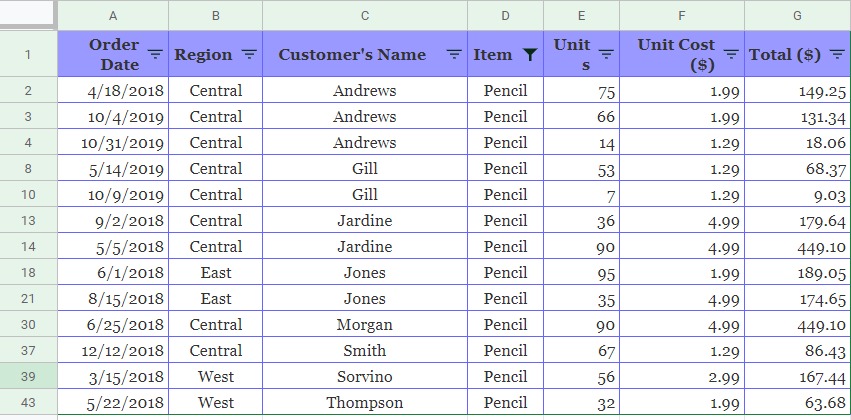 A B C D E F G
1 Order Date Region Customer's Name Item Units Unit Cost ($) Total ($)
2 4/18/2018 Central Andrews Pencil 75 1.99 149.25
3 10/4/2019 Central Andrews Pencil 66 1.99 131.34
4 10/31/2019 Central Andrews Pencil 14 1.29 18.06
8 5/14/2019 Central Gill Pencil 53 1.29 68.37
10 10/9/2019 Central Gill Pencil 7 1.29 9.03
13 9/2/2018 Central Jardine Pencil 36 4.99 179.64
14 5/5/2018 Central Jardine Pencil 90 4.99 449.10
18 6/1/2018 East Jones Pencil 95 1.99 189.05
21 8/15/2018 East Jones Pencil 35 4.99 174.65
30 6/25/2018 Central Morgan Pencil 90 4.99 449.10
37 12/12/2018 Central Smith Pencil 67 1.29 86.43
39 3/15/2018 West Sorvino Pencil 56 2.99 167.44
43 5/22/2018 West Thompson Pencil 32 1.99 63.68